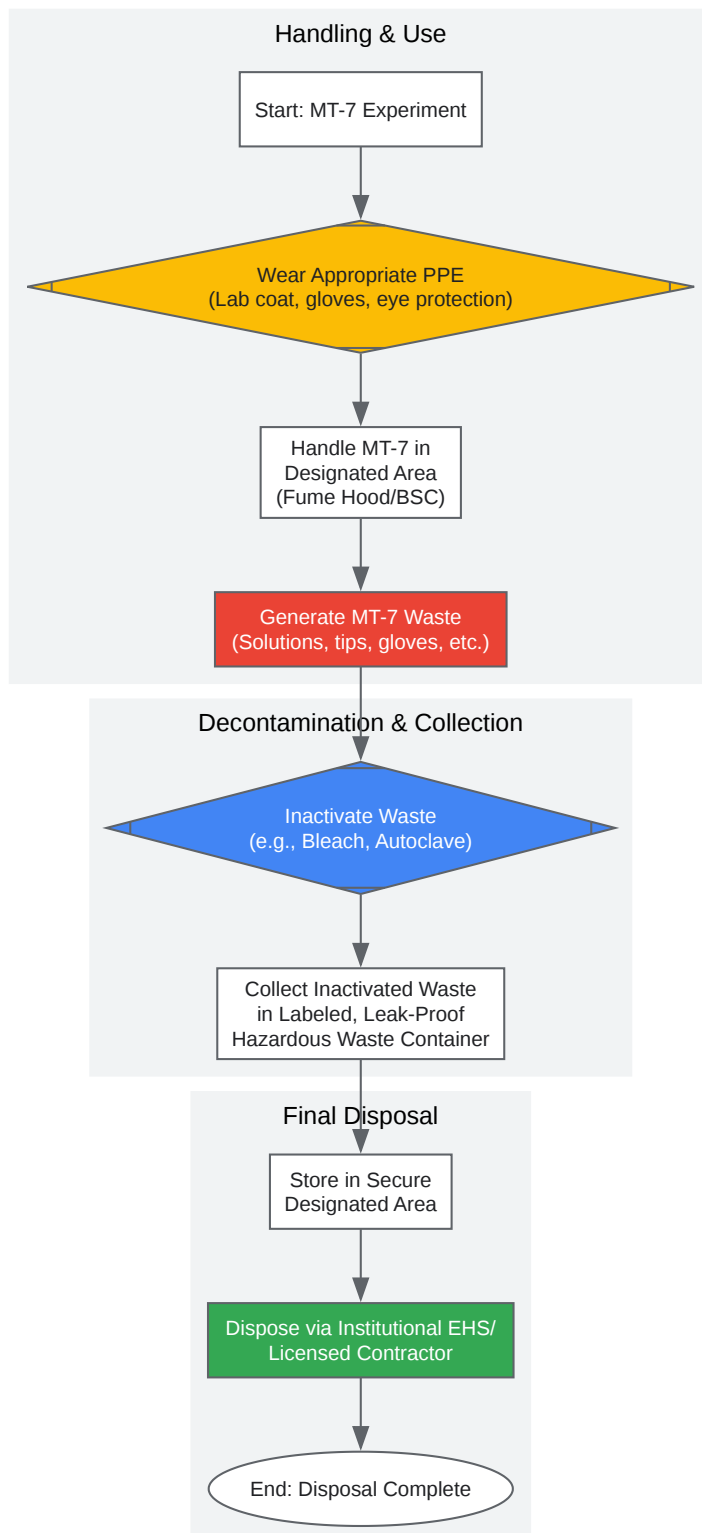 Handling & Use
Start: MT-7 Experiment
Wear Appropriate PPE
(Lab coat, gloves, eye protection)
Handle MT-7 in
Designated Area
(Fume Hood/BSC)
Generate MT-7 Waste
(Solutions, tips, gloves, etc.)
Decontamination & Collection
Inactivate Waste
(e.g., Bleach, Autoclave)
Collect Inactivated Waste
in Labeled, Leak-Proof
Hazardous Waste Container
Final Disposal
Store in Secure
Designated Area
Dispose via Institutional EHS/
Licensed Contractor
End: Disposal Complete